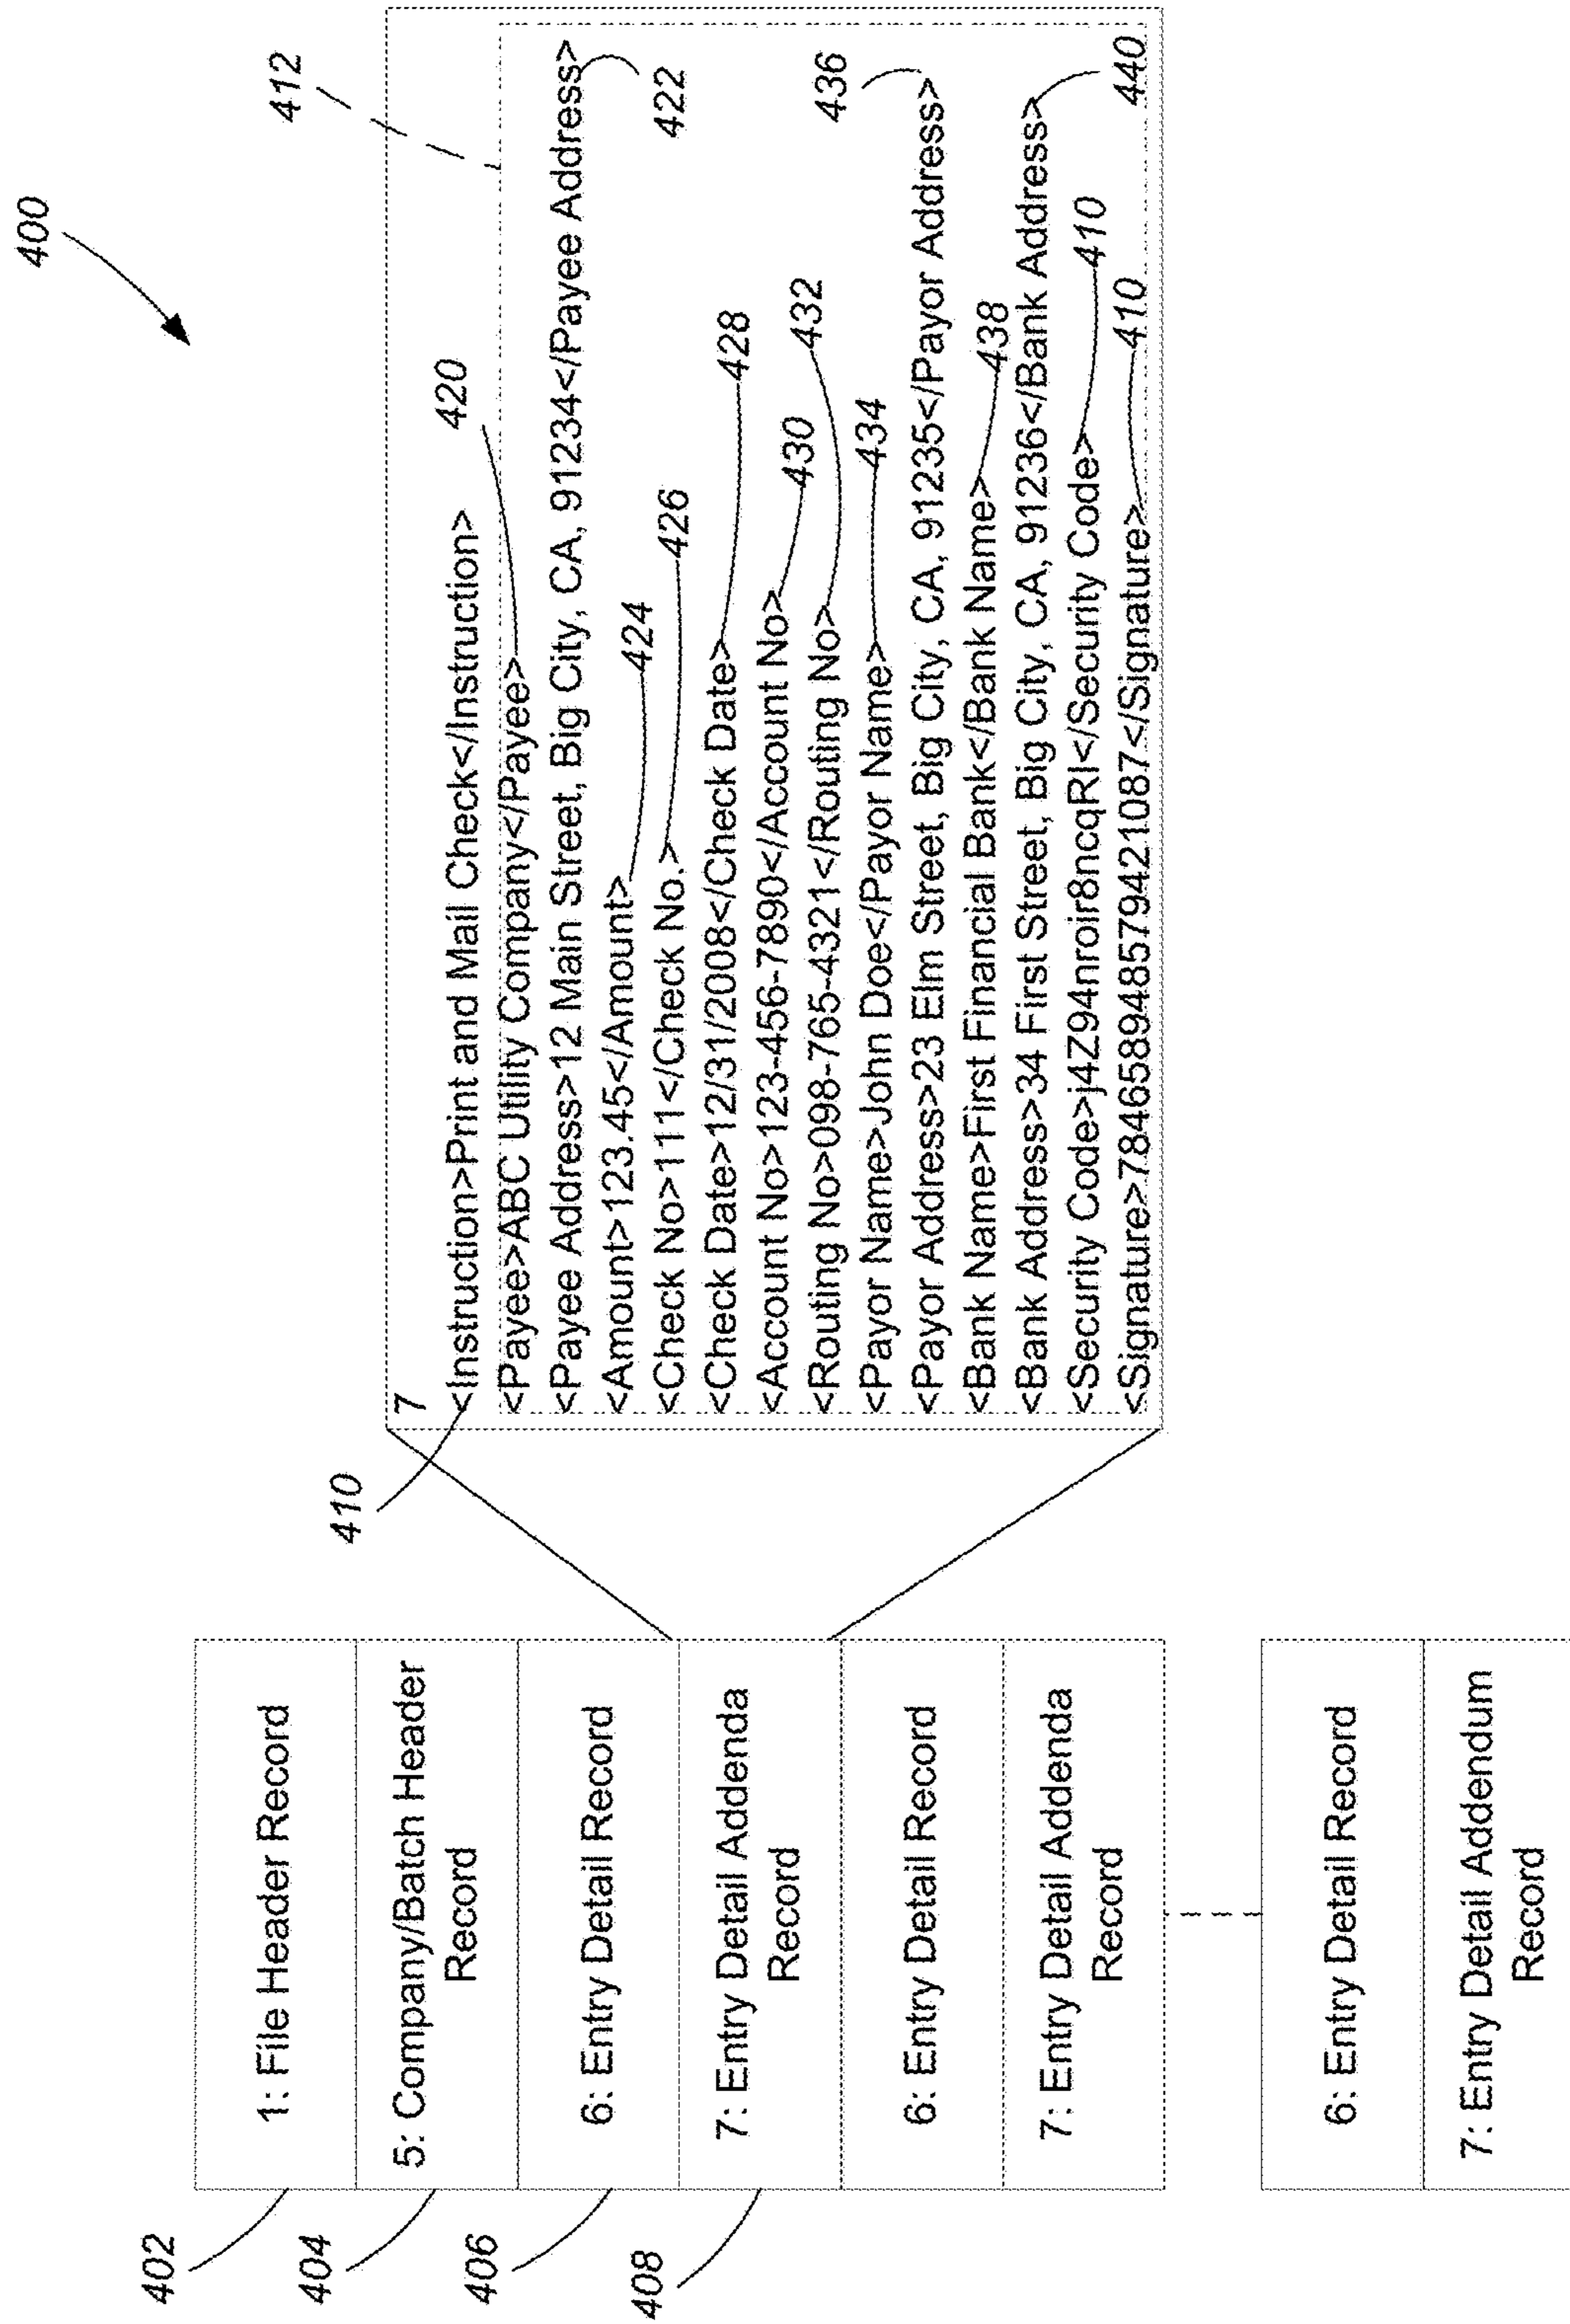 400
402
1: File Header Record
404
5: Company/Batch Header
Record
406
6: Entry Detail Record
408
7: Entry Detail Addenda
Record
6: Entry Detail Record
7: Entry Detail Addenda
Record
6: Entry Detail Record
7: Entry Detail Addendum
Record
412
410
7
<Instruction>Print and Mail Check</Instruction>
420
<Payee>ABC Utility Company</Payee>
<Payee Address>12 Main Street, Big City, CA, 91234</Payee Address>
422
<Amount>123.45</Amount>
424
<Check No>111</Check No.>
426
<Check Date>12/31/2008</Check Date>
428
<Account No>123-456-7890</Account No>
430
<Routing No>098-765-4321</Routing No>
432
<Payor Name>John Doe</Payor Name>
434
<Payor Address>23 Elm Street, Big City, CA, 91235</Payor Address>
436
<Bank Name>First Financial Bank</Bank Name>
438
<Bank Address>34 First Street, Big City, CA, 91236</Bank Address>
440
<Security Code>j4Z94nroir8ncqRI</Security Code>
410
<Signature>7846589485794210 87</Signature>
410